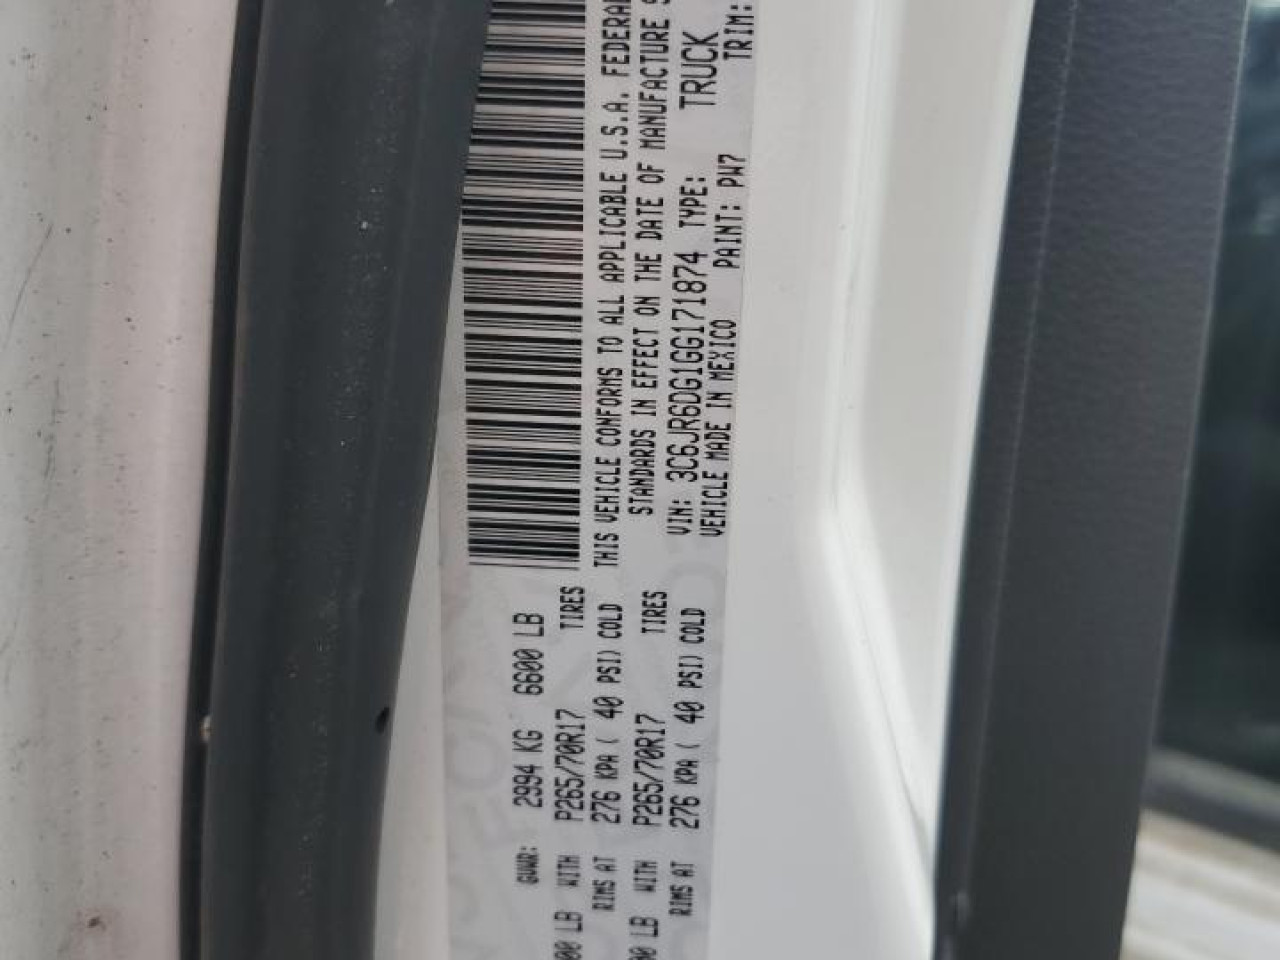 GVWR: 2994 KG 6600 LB
00 LB WITH P265/70R17 TIRES
RIMS AT 276 KPA ( 40 PSI) COLD
00 LB WITH P265/70R17 TIRES
RIMS AT 276 KPA ( 40 PSI) COLD
THIS VEHICLE CONFORMS TO ALL APPLICABLE U.S.A. FEDERAL
STANDARDS IN EFFECT ON THE DATE OF MANUFACTURE S
VIN: 3C6JR6DG1GG171874 TYPE: TRUCK
VEHICLE MADE IN MEXICO PAINT: PW7 TRIM: